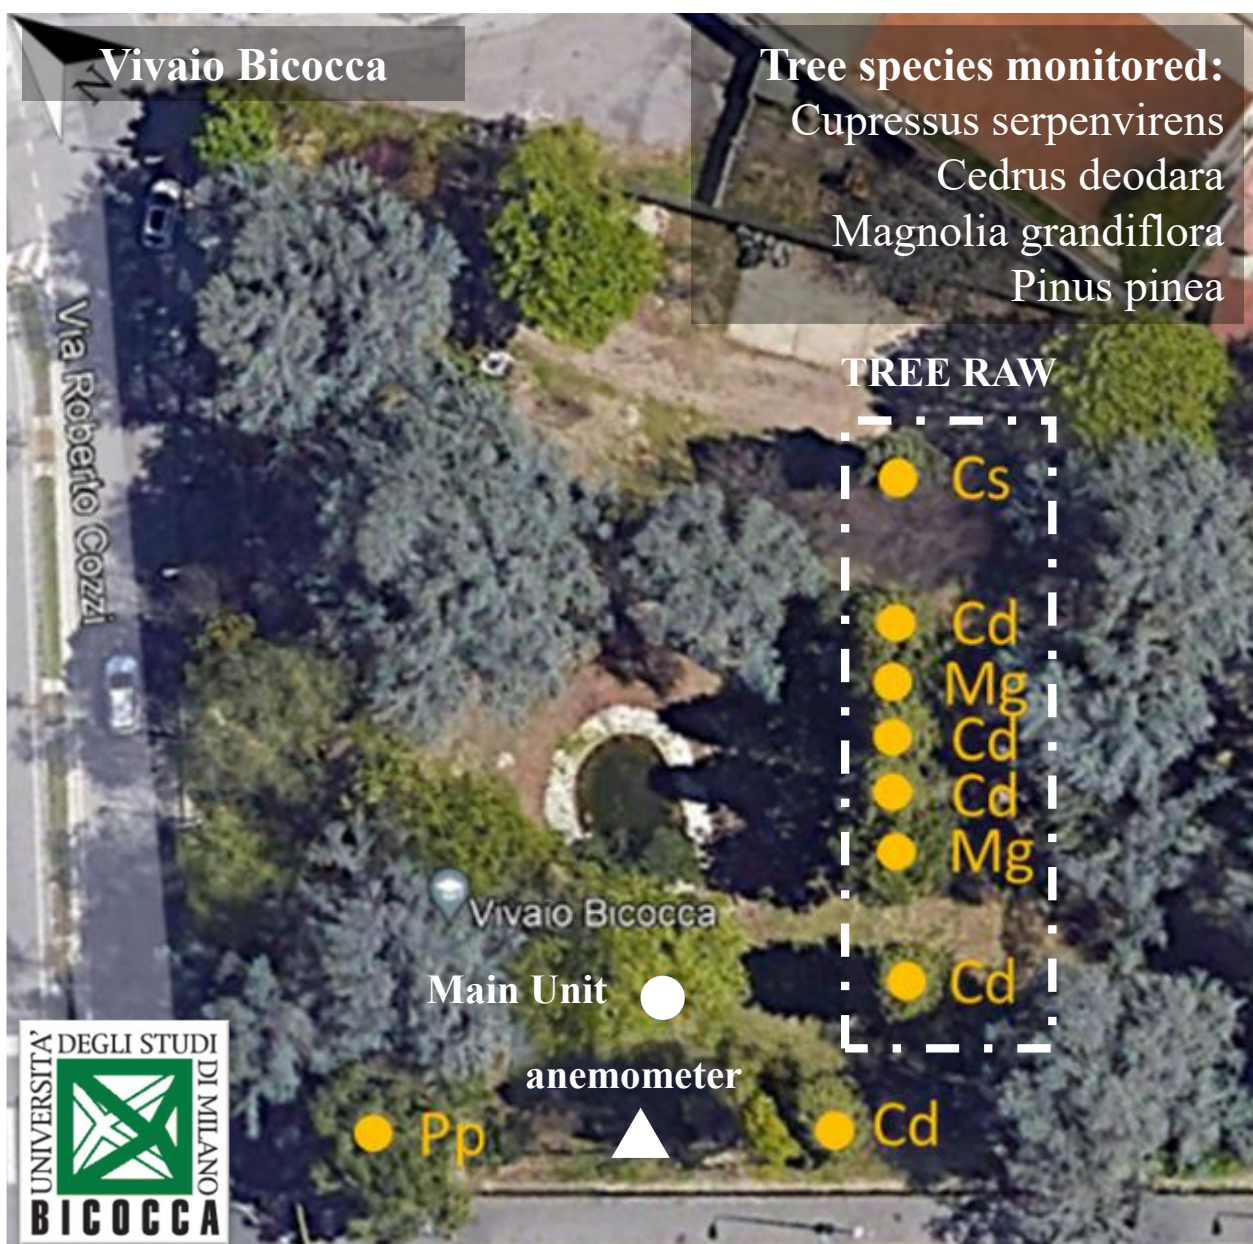 N
Vivaio Bicocca
Tree species monitored:
Cupressus serpenvirens
Cedrus deodara
Magnolia grandiflora
Pinus pinea
Via Roberto Cozzi
TREE RAW
Cs
Cd
Mg
Cd
Cd
Mg
Vivaio Bicocca
Main Unit
Cd
anemometer
Pp
Cd
UNIVERSITA' DEGLI STUDI DI MILANO
BICOCCA